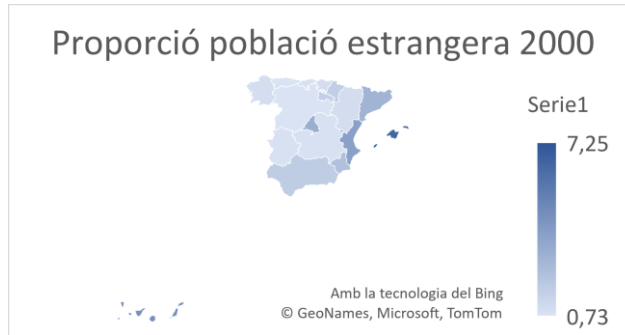 Proporció població estrangera 2000
Serie1
7,25
0,73
Amb la tecnologia del Bing
© GeoNames, Microsoft, TomTom